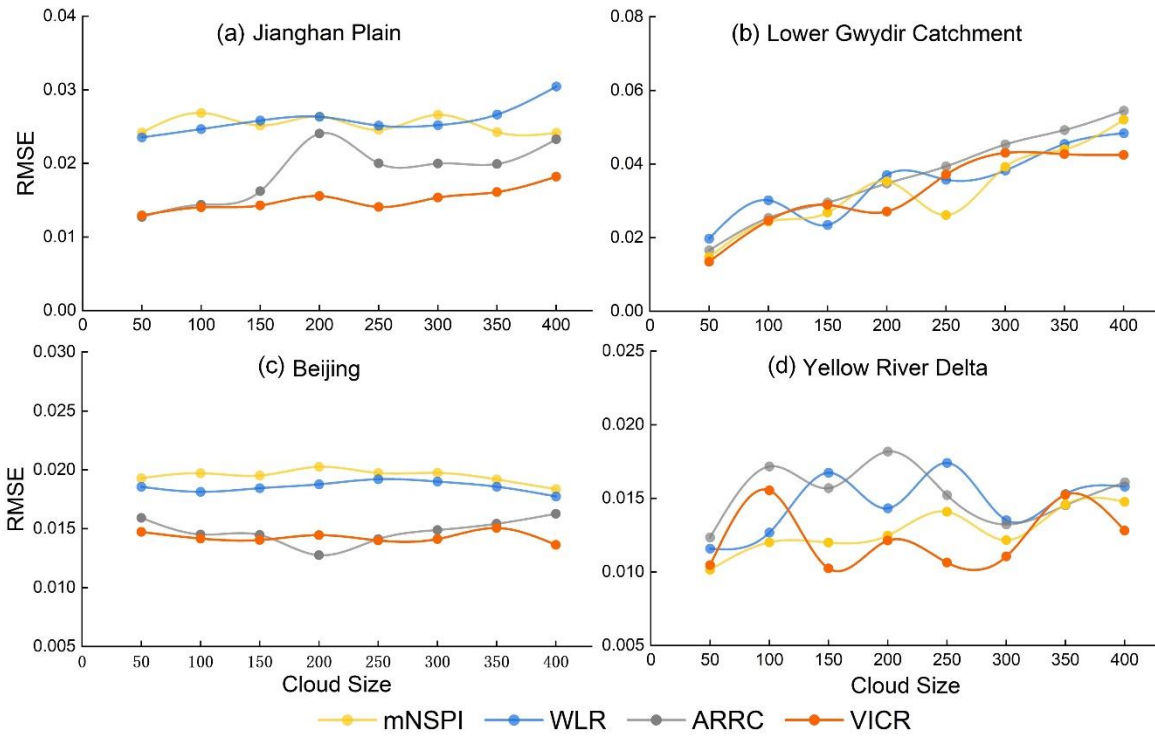 (a) Jianghan Plain
RMSE
0.04
0.03
0.02
0.01
0.00
0 50 100 150 200 250 300 350 400
(b) Lower Gwydir Catchment
0.08
0.06
0.04
0.02
0.00
0 50 100 150 200 250 300 350 400
(c) Beijing
RMSE
0.030
0.025
0.020
0.015
0.010
0.005
0 50 100 150 200 250 300 350 400
Cloud Size
(d) Yellow River Delta
0.025
0.020
0.015
0.010
0.005
0 50 100 150 200 250 300 350 400
Cloud Size
mNSPI WLR ARRC VICR